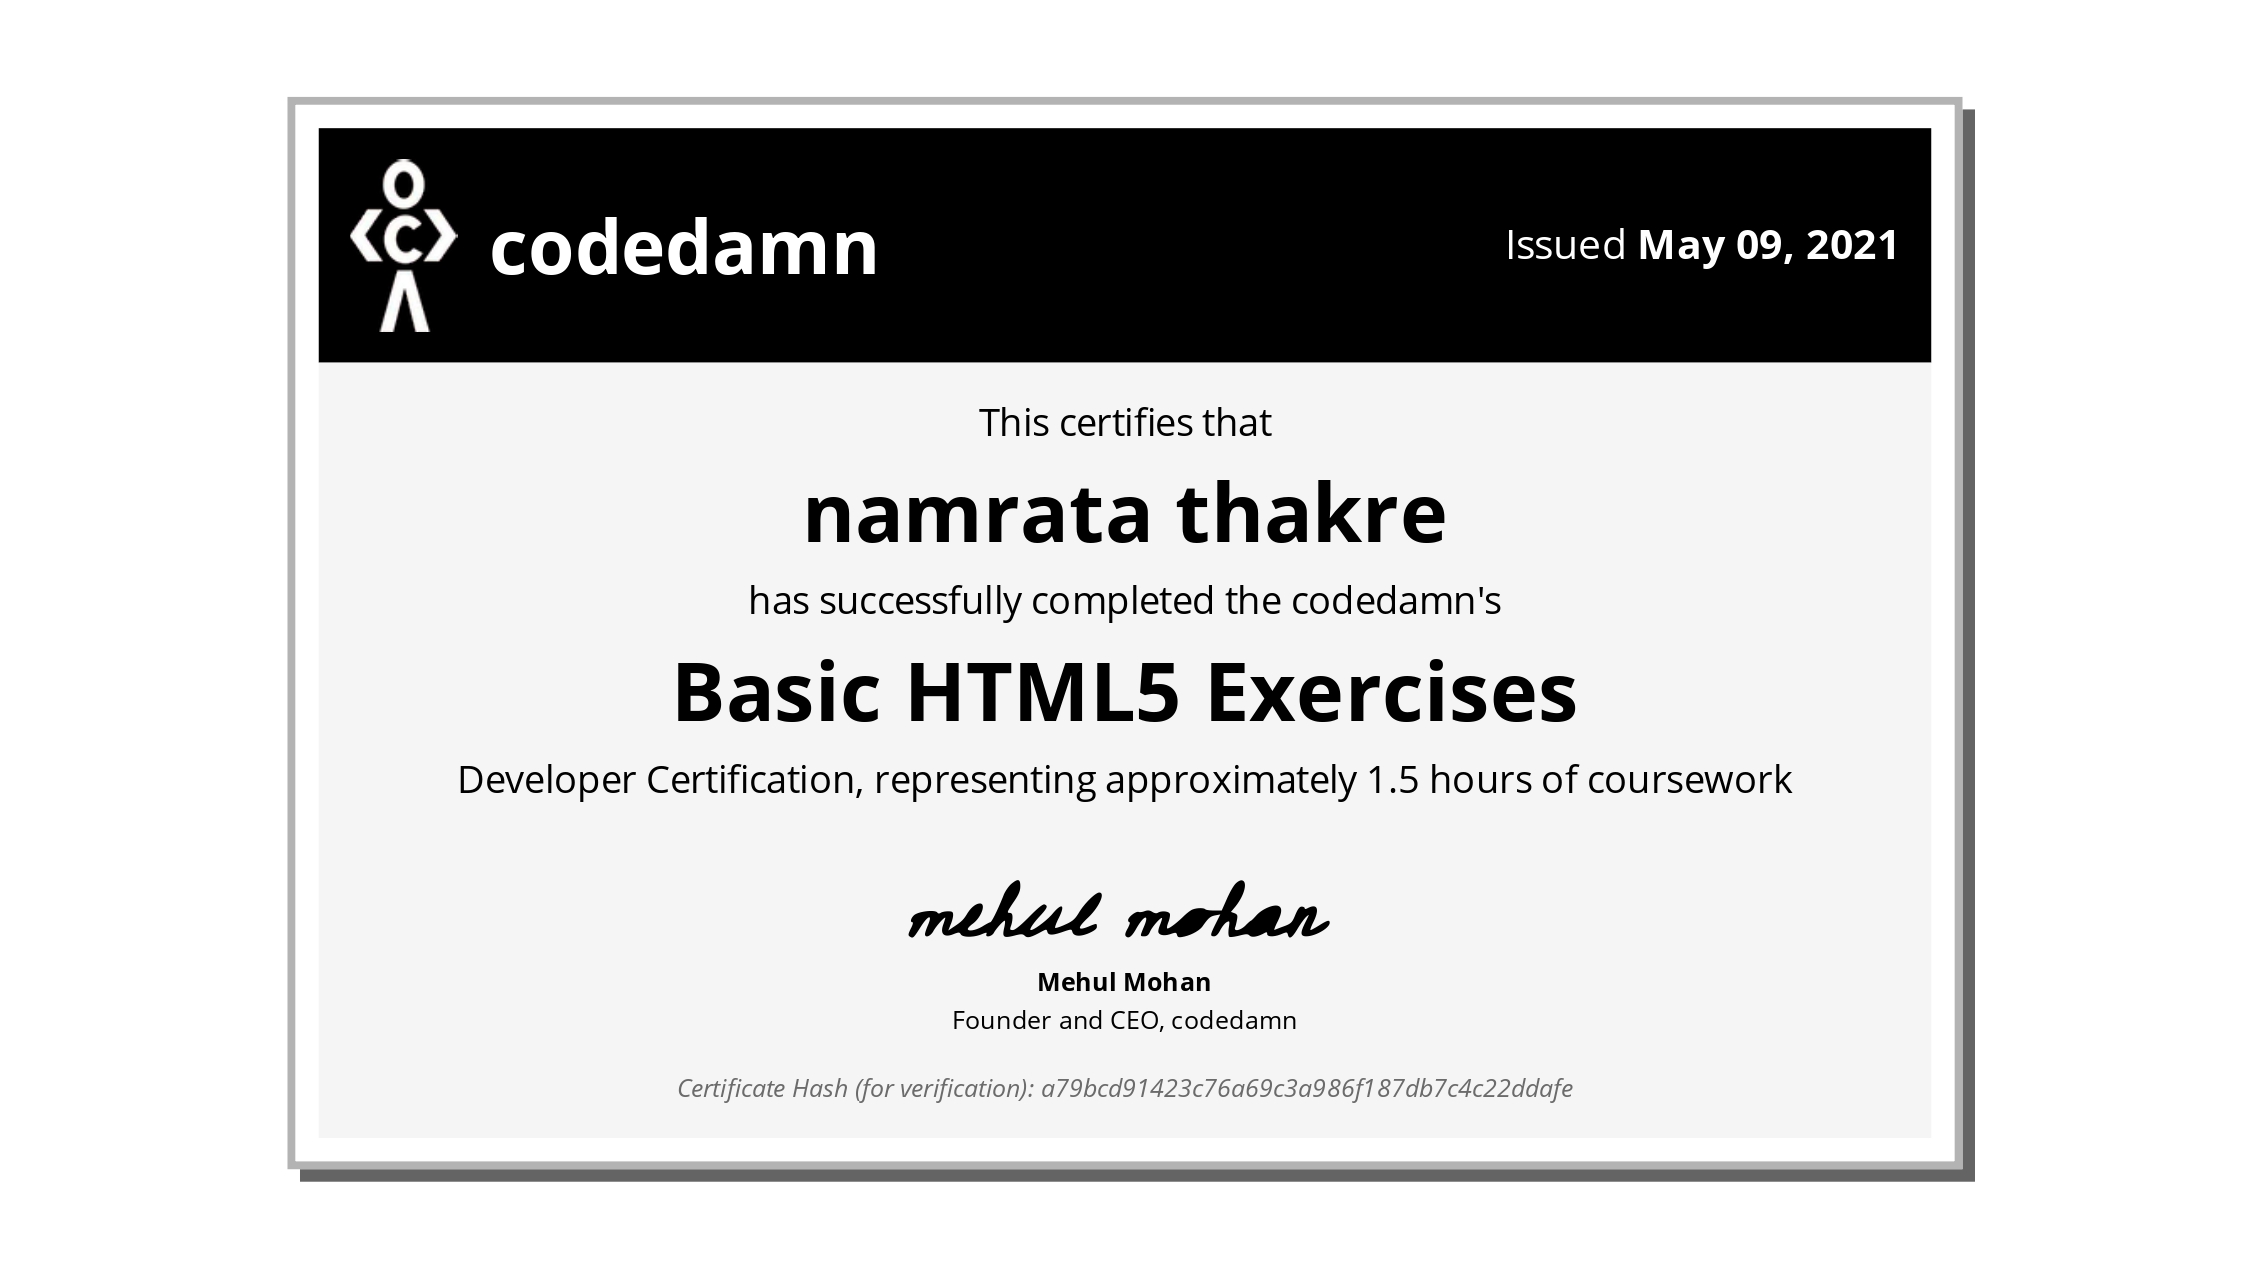 codedamn
Issued May 09, 2021
This certifies that
namrata thakre
has successfully completed the codedamn's
Basic HTML5 Exercises
Developer Certification, representing approximately 1.5 hours of coursework
mehul mohan
Mehul Mohan
Founder and CEO, codedamn
Certificate Hash (for verification): a79bcd91423c76a69c3a986f187db7c4c22ddafe